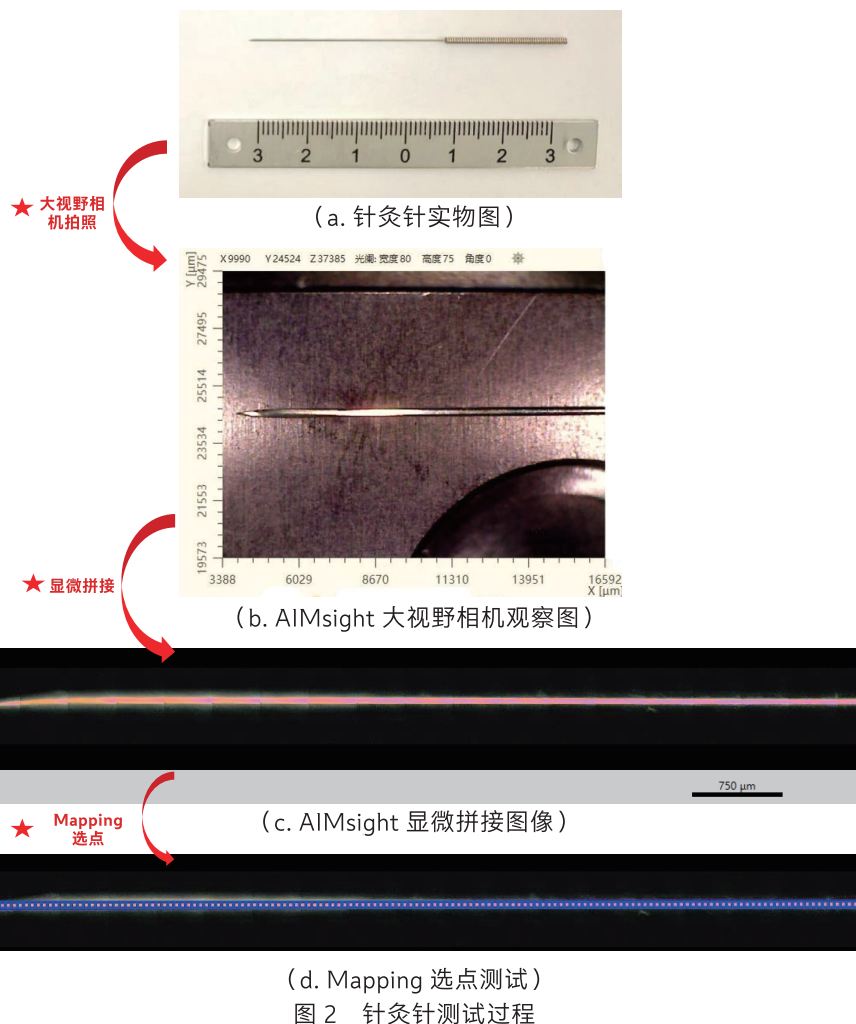 3 2 1 0 1 2 3
（a. 针灸针实物图）
★ 大视野相
机拍照
X9990 Y24524 Z37385 光阑: 宽度80 高度75 角度0
Y [μm]
29475
27495
25514
23534
21553
19573
3388 6029 8670 11310 13951 16592
X [μm]
（b. AIMsight 大视野相机观察图）
★ 显微拼接
750 μm
（c. AIMsight 显微拼接图像）
★ Mapping
选点
（d. Mapping 选点测试）
图 2 针灸针测试过程